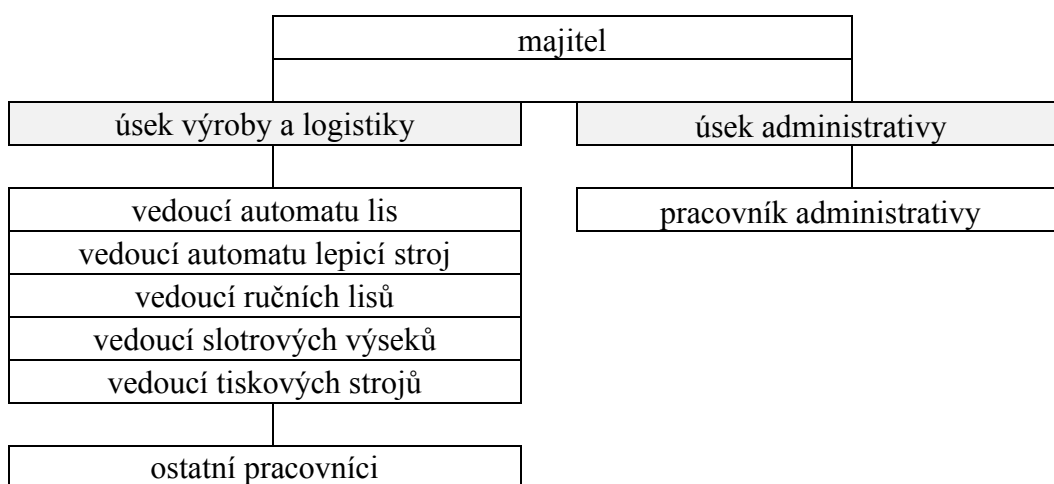 majitel
úsek výroby a logistiky
úsek administrativy
vedoucí automatu lis
pracovník administrativy
vedoucí automatu lepicí stroj
vedoucí ručních lisů
vedoucí slotrových výseků
vedoucí tiskových strojů
ostatní pracovníci